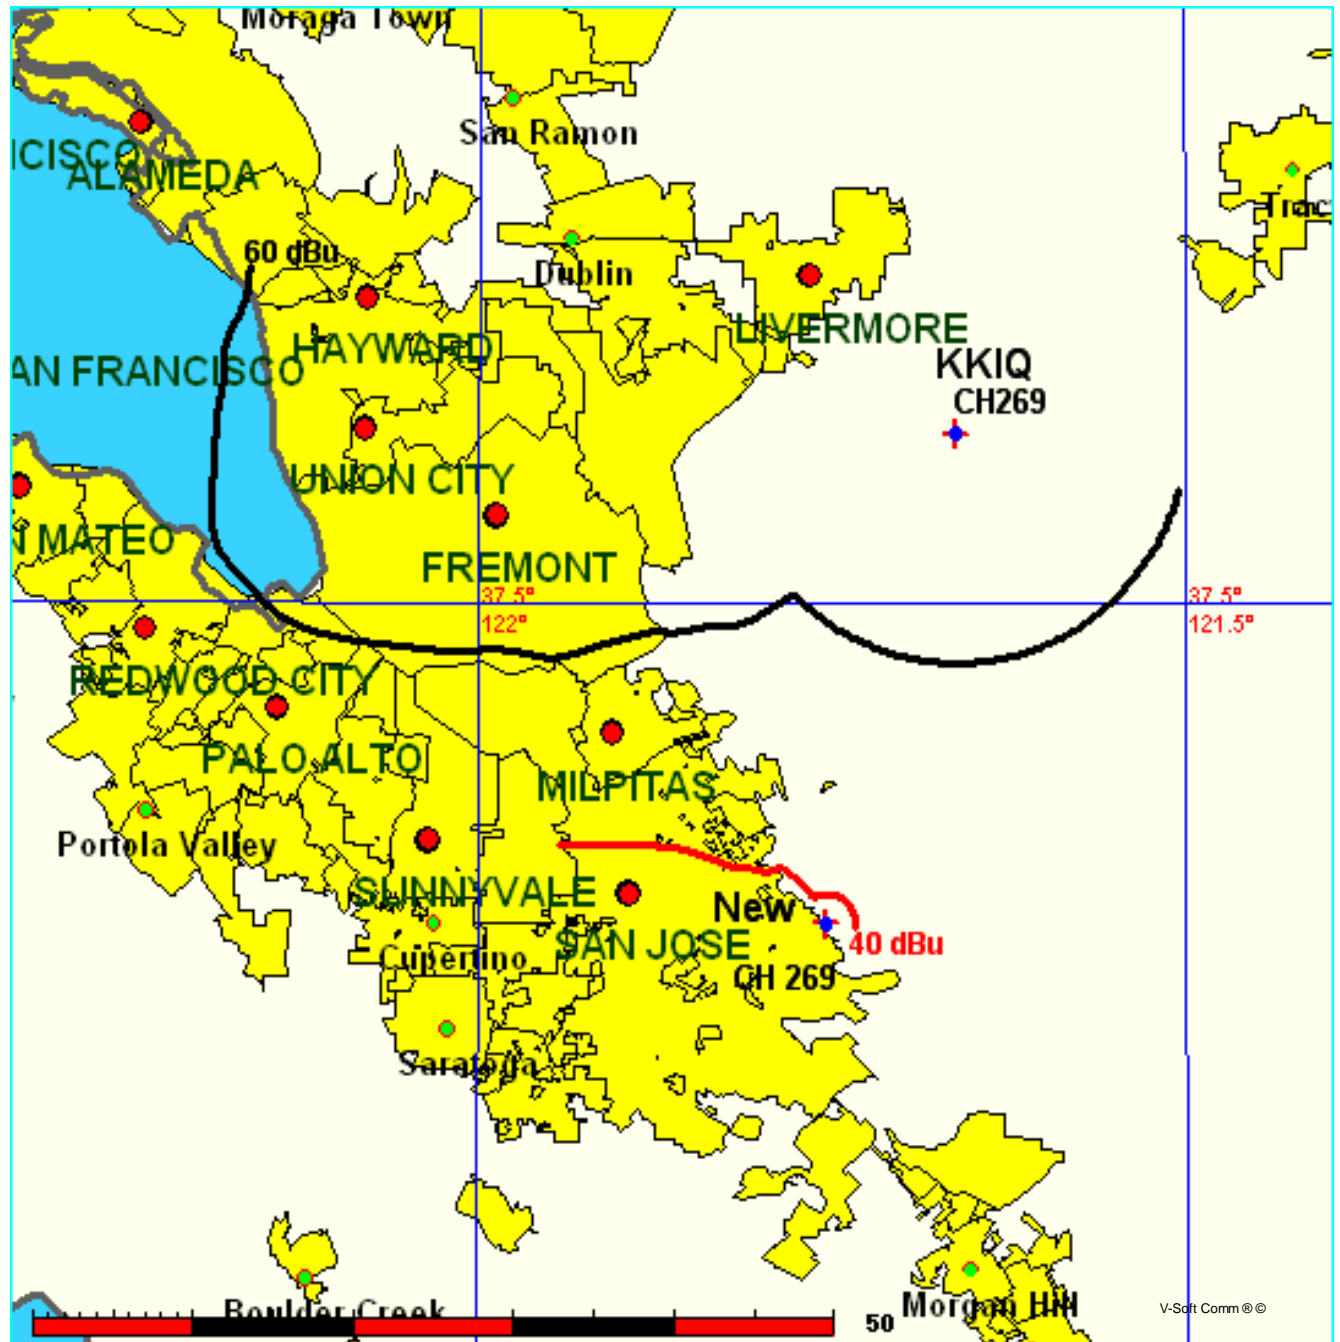 Moraga Town
San Ramon
ICISCO
ALAMEDA
Trac
60 dBu
Dublin
LIVERMORE
HAYWARD
KKIQ
AN FRANCISCO
CH269
UNION CITY
N MATEO
FREMONT
37.5°
122°
37.5°
121.5°
REDWOOD CITY
PALO ALTO
MILPITAS
Portola Valley
SUNNYVALE
New
SAN JOSE
40 dBu
Cupertino
CH 269
Saratoga
Boulder Creek
Morgan Hill
V-Soft Comm ® ©
50